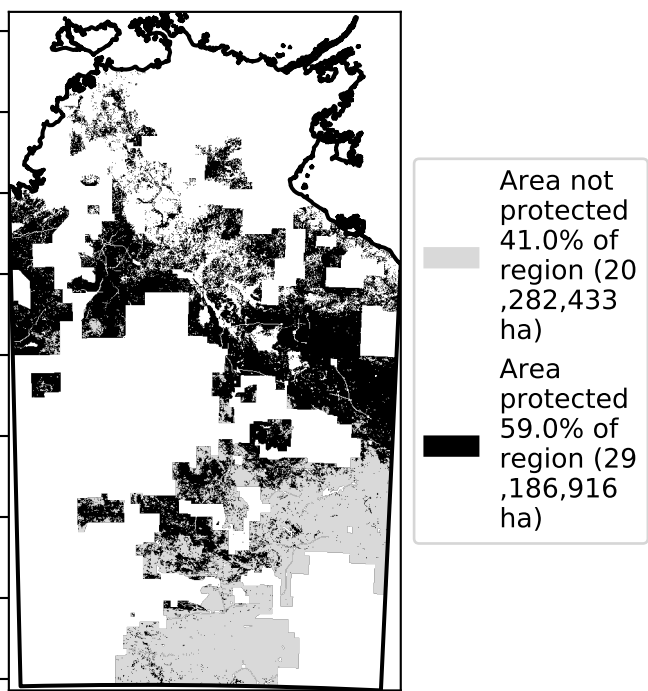 Area not
protected
41.0% of
region (20
,282,433
ha)
Area
protected
59.0% of
region (29
,186,916
ha)